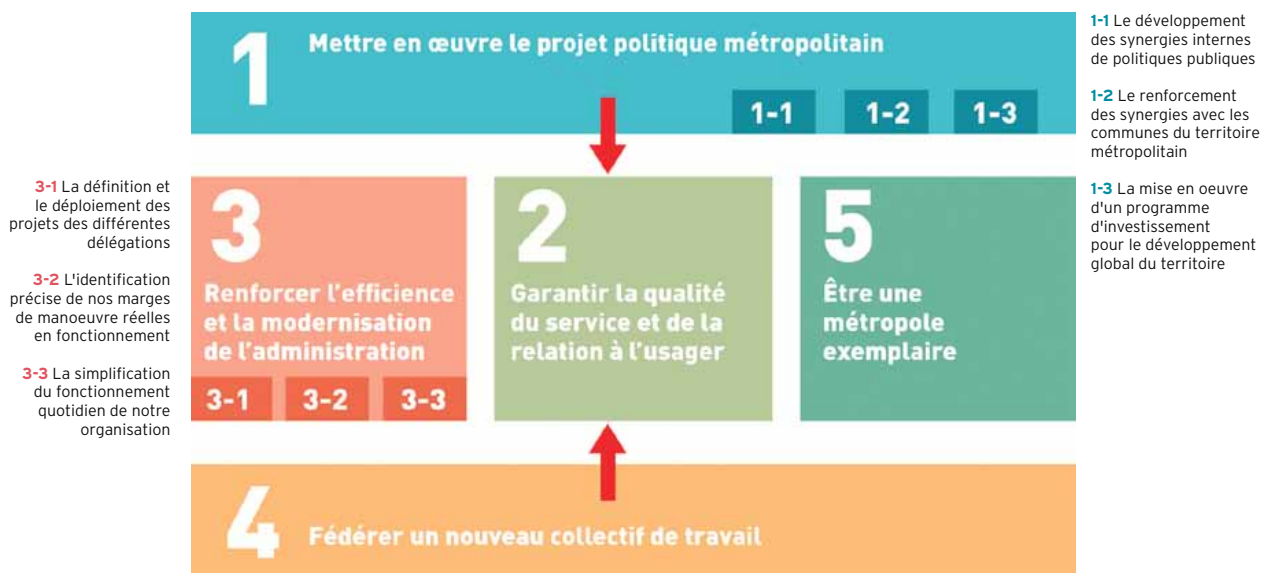 1
Mettre en œuvre le projet politique métropolitain
1-1
1-2
1-3
1-1 Le développement
des synergies internes
de politiques publiques
1-2 Le renforcement
des synergies avec les
communes du territoire
métropolitain
1-3 La mise en oeuvre
d'un programme
d'investissement
pour le développement
global du territoire
3-1 La définition et
le déploiement des
projets des différentes
délégations
3-2 L'identification
précise de nos marges
de manoeuvre réelles
en fonctionnement
3-3 La simplification
du fonctionnement
quotidien de notre
organisation
3
Renforcer l'efficience
et la modernisation
de l'administration
3-1
3-2
3-3
2
Garantir la qualité
du service et de la
relation à l'usager
5
Être une
métropole
exemplaire
4
Fédérer un nouveau collectif de travail